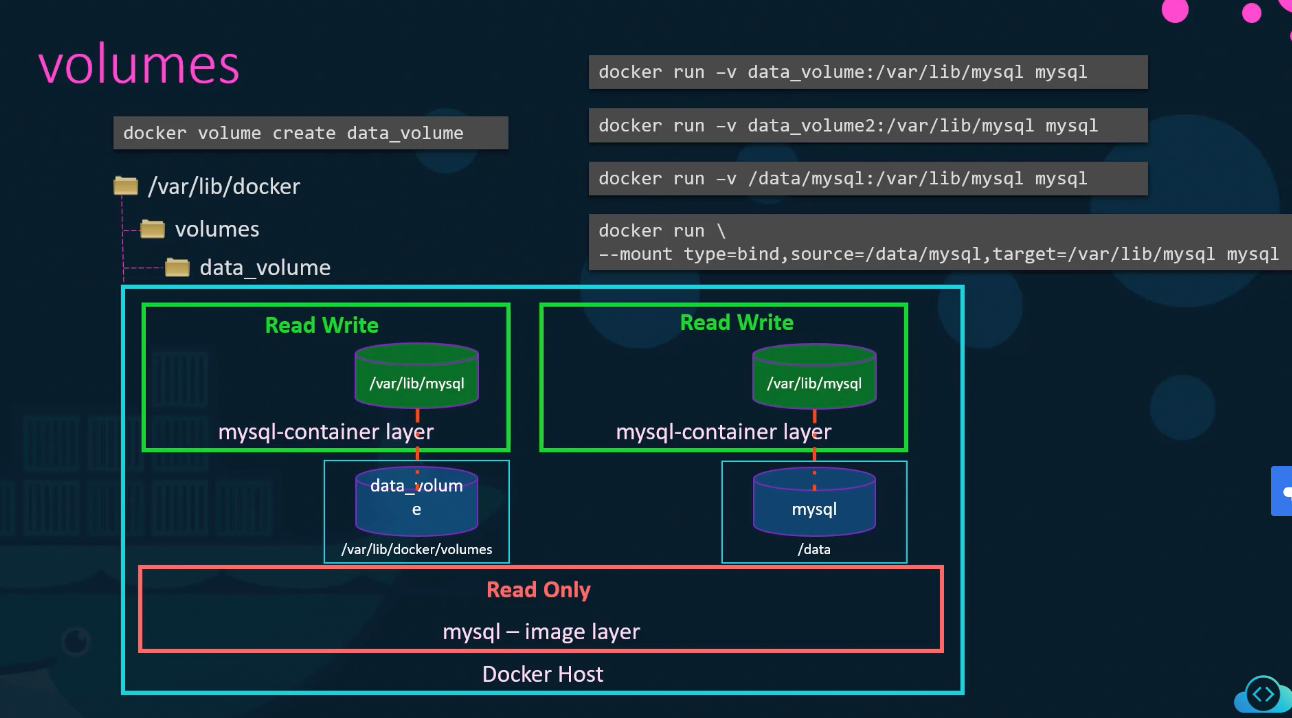 volumes
docker volume create data_volume
/var/lib/docker
volumes
data_volume
docker run –v data_volume:/var/lib/mysql mysql
docker run –v data_volume2:/var/lib/mysql mysql
docker run –v /data/mysql:/var/lib/mysql mysql
docker run \
--mount type=bind,source=/data/mysql,target=/var/lib/mysql mysql
Read Write
/var/lib/mysql
mysql-container layer
data_volum
e
/var/lib/docker/volumes
Read Write
/var/lib/mysql
mysql-container layer
mysql
/data
Read Only
mysql – image layer
Docker Host